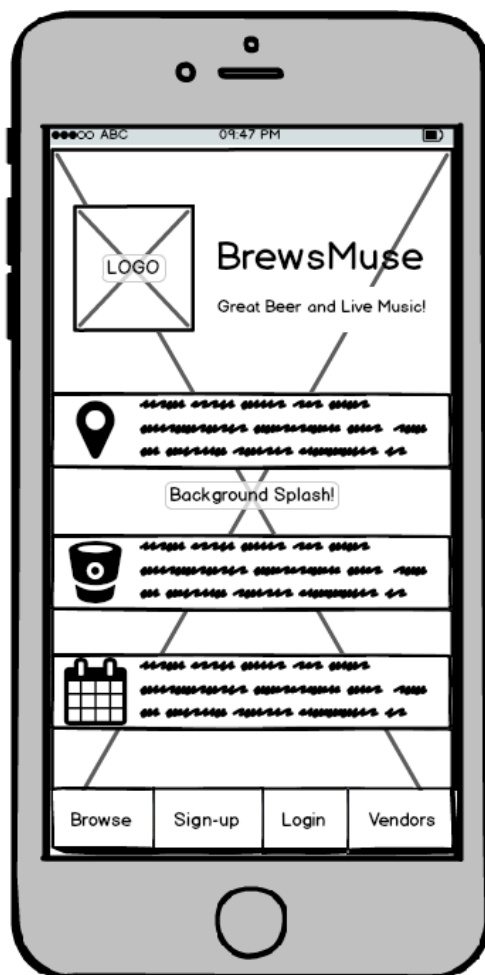 ABC 09:47 PM
LOGO
BrewsMuse
Great Beer and Live Music!
Background Splash!
Browse Sign-up Login Vendors